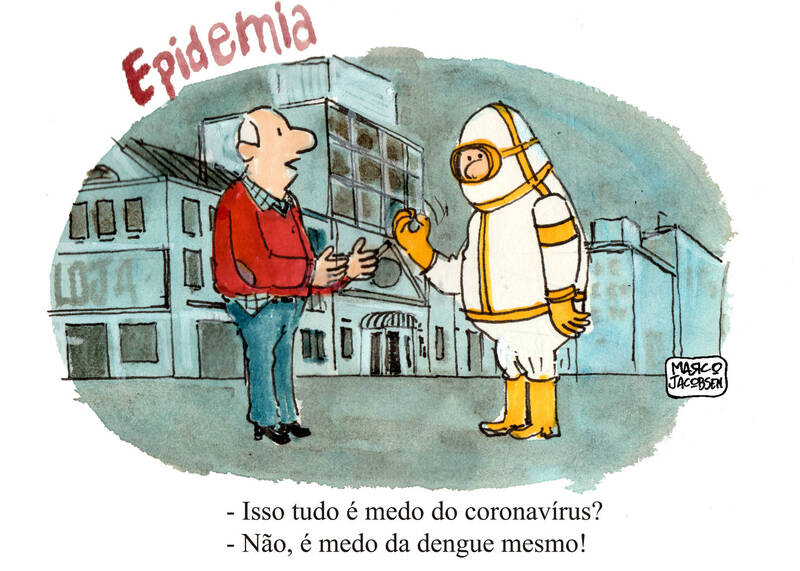 Epidemia
LOJA
MARCO
JACOBSEN
- Isso tudo é medo do coronavírus?
- Não, é medo da dengue mesmo!